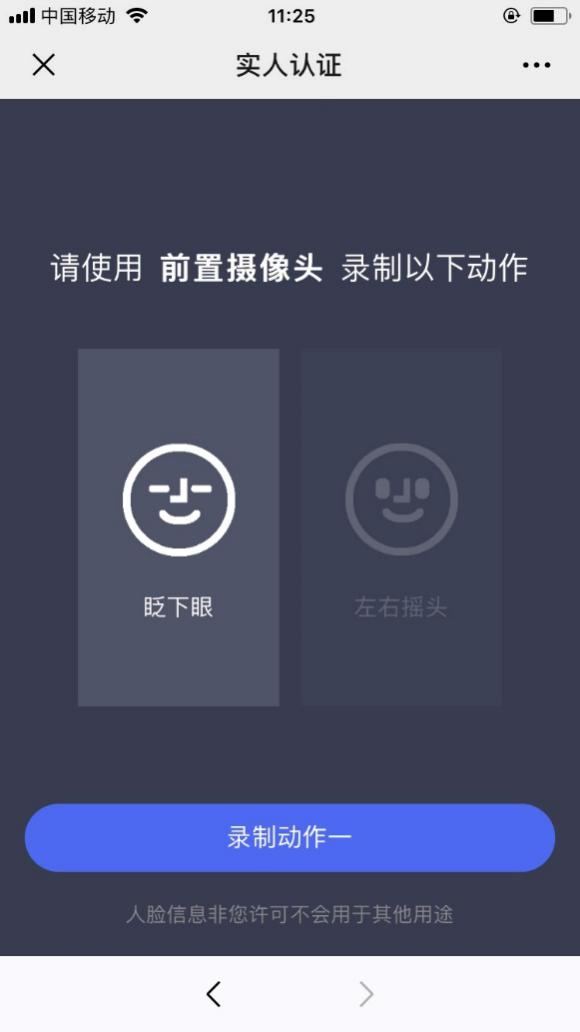 中国移动 11:25
实人认证
请使用 前置摄像头 录制以下动作
眨下眼 左右摇头
录制动作一
人脸信息非您许可不会用于其他用途